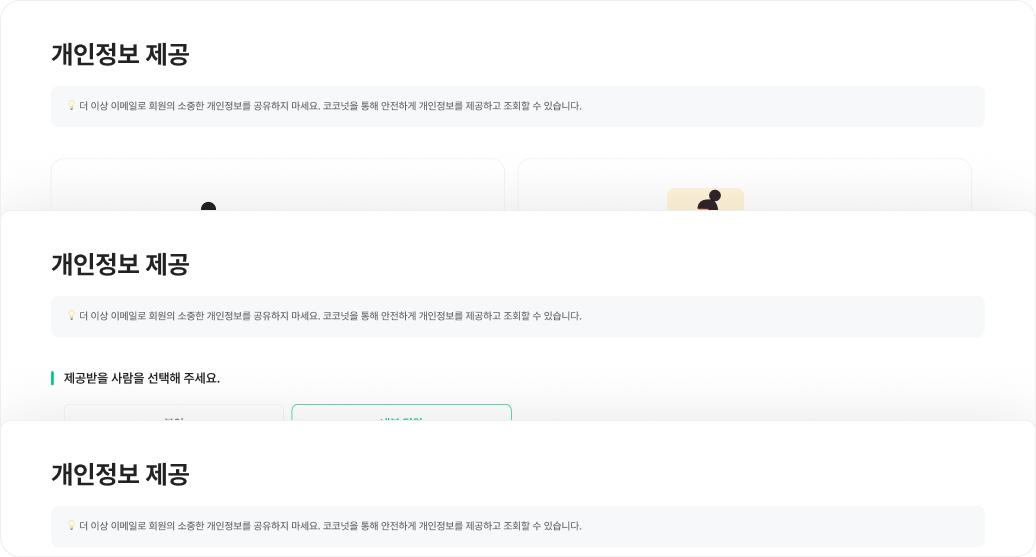 개인정보 제공
더 이상 이메일로 회원의 소중한 개인정보를 공유하지 마세요. 코코넛을 통해 안전하게 개인정보를 제공하고 조회할 수 있습니다.
개인정보 제공
더 이상 이메일로 회원의 소중한 개인정보를 공유하지 마세요. 코코넛을 통해 안전하게 개인정보를 제공하고 조회할 수 있습니다.
제공받을 사람을 선택해 주세요.
개인정보 제공
더 이상 이메일로 회원의 소중한 개인정보를 공유하지 마세요. 코코넛을 통해 안전하게 개인정보를 제공하고 조회할 수 있습니다.